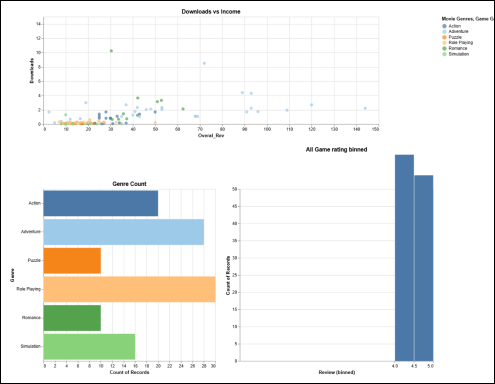 Downloads vs Income
Movie Genres, Game G
Action
Adventure
Puzzle
Role Playing
Romance
Simulation
Downloads
14
12
10
8
6
4
2
0
0 10 20 30 40 50 60 70 80 90 100 110 120 130 140 150
Overall_Rev
Genre Count
Genre
Action
Adventure
Puzzle
Role Playing
Romance
Simulation
0 2 4 6 8 10 12 14 16 18 20 22 24 26 28 30
Count of Records
All Game rating binned
Count of Records
50
45
40
35
30
25
20
15
10
5
0
4.0 4.5 5.0
Review (binned)